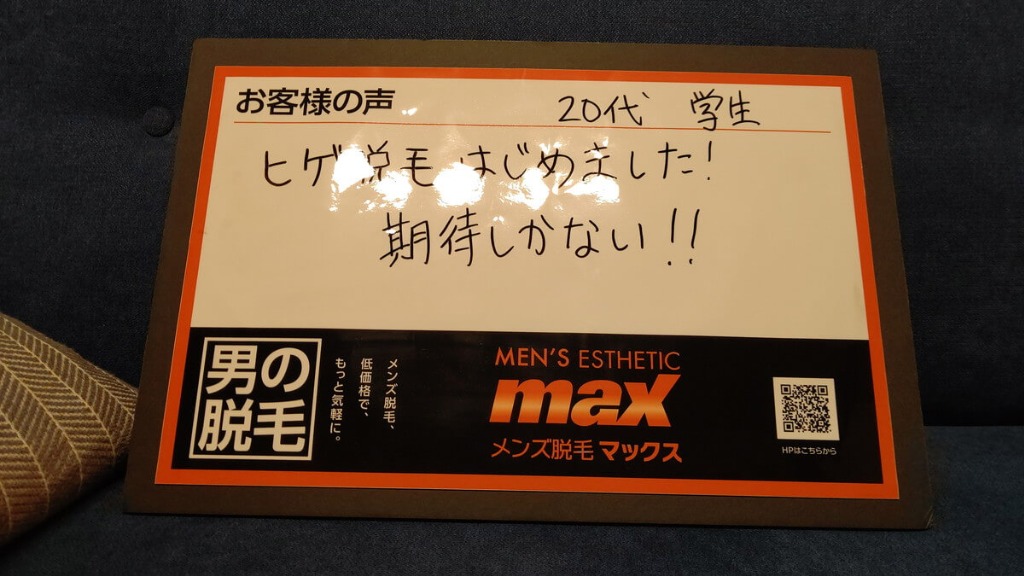 お客様の声
20代 学生
ヒゲ脱毛はじめました!
期待しかない!!
男の
脱毛
メンズ脱毛、
低価格で、
もっと気軽に。
MEN'S ESTHETIC
max
メンズ脱毛 マックス
HPはこちらから